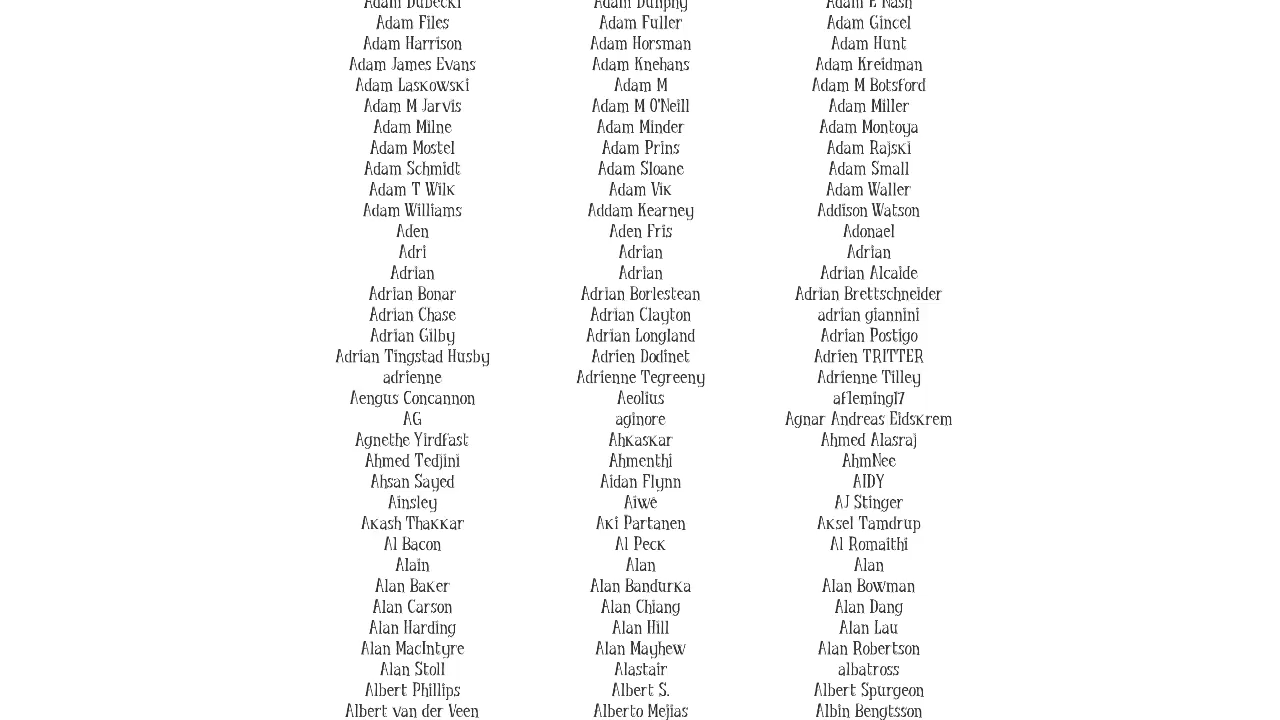 Adam Dubecki Adam Dunphy Adam E Nash
Adam Files Adam Fuller Adam Gincel
Adam Harrison Adam Horsman Adam Hunt
Adam James Evans Adam Knehans Adam Kreidman
Adam Laskowski Adam M Adam M Botsford
Adam M Jarvis Adam M O'Neill Adam Miller
Adam Milne Adam Minder Adam Montoya
Adam Mostel Adam Prins Adam Rajski
Adam Schmidt Adam Sloane Adam Small
Adam T Wilk Adam Vik Adam Waller
Adam Williams Addam Kearney Addison Watson
Aden Aden Fris Adonael
Adri Adrian Adrian
Adrian Adrian Adrian Alcaide
Adrian Bonar Adrian Borlestean Adrian Brettschneider
Adrian Chase Adrian Clayton adrian giannini
Adrian Gilby Adrian Longland Adrian Postigo
Adrian Tingstad Husby Adrien Dodinet Adrien TRITTER
adrienne Adrienne Tegreeny Adrienne Tilley
Aengus Concannon Aeolius afleming17
AG aginore Agnar Andreas Eidskrem
Agnethe Yirdfast Ahkaskar Ahmed Alasraj
Ahmed Tedjini Ahmenthi AhmNee
Ahsan Sayed Aidan Flynn AIDY
Ainsley Aiwe AJ Stinger
Akash Thakkar Aki Partanen Aksel Tamdrup
Al Bacon Al Peck Al Romaithi
Alain Alan Alan
Alan Baker Alan Bandurka Alan Bowman
Alan Carson Alan Chiang Alan Dang
Alan Harding Alan Hill Alan Lau
Alan MacIntyre Alan Mayhew Alan Robertson
Alan Stoll Alastair albatross
Albert Phillips Albert S. Albert Spurgeon
Albert van der Veen Alberto Mejias Albin Bengtsson